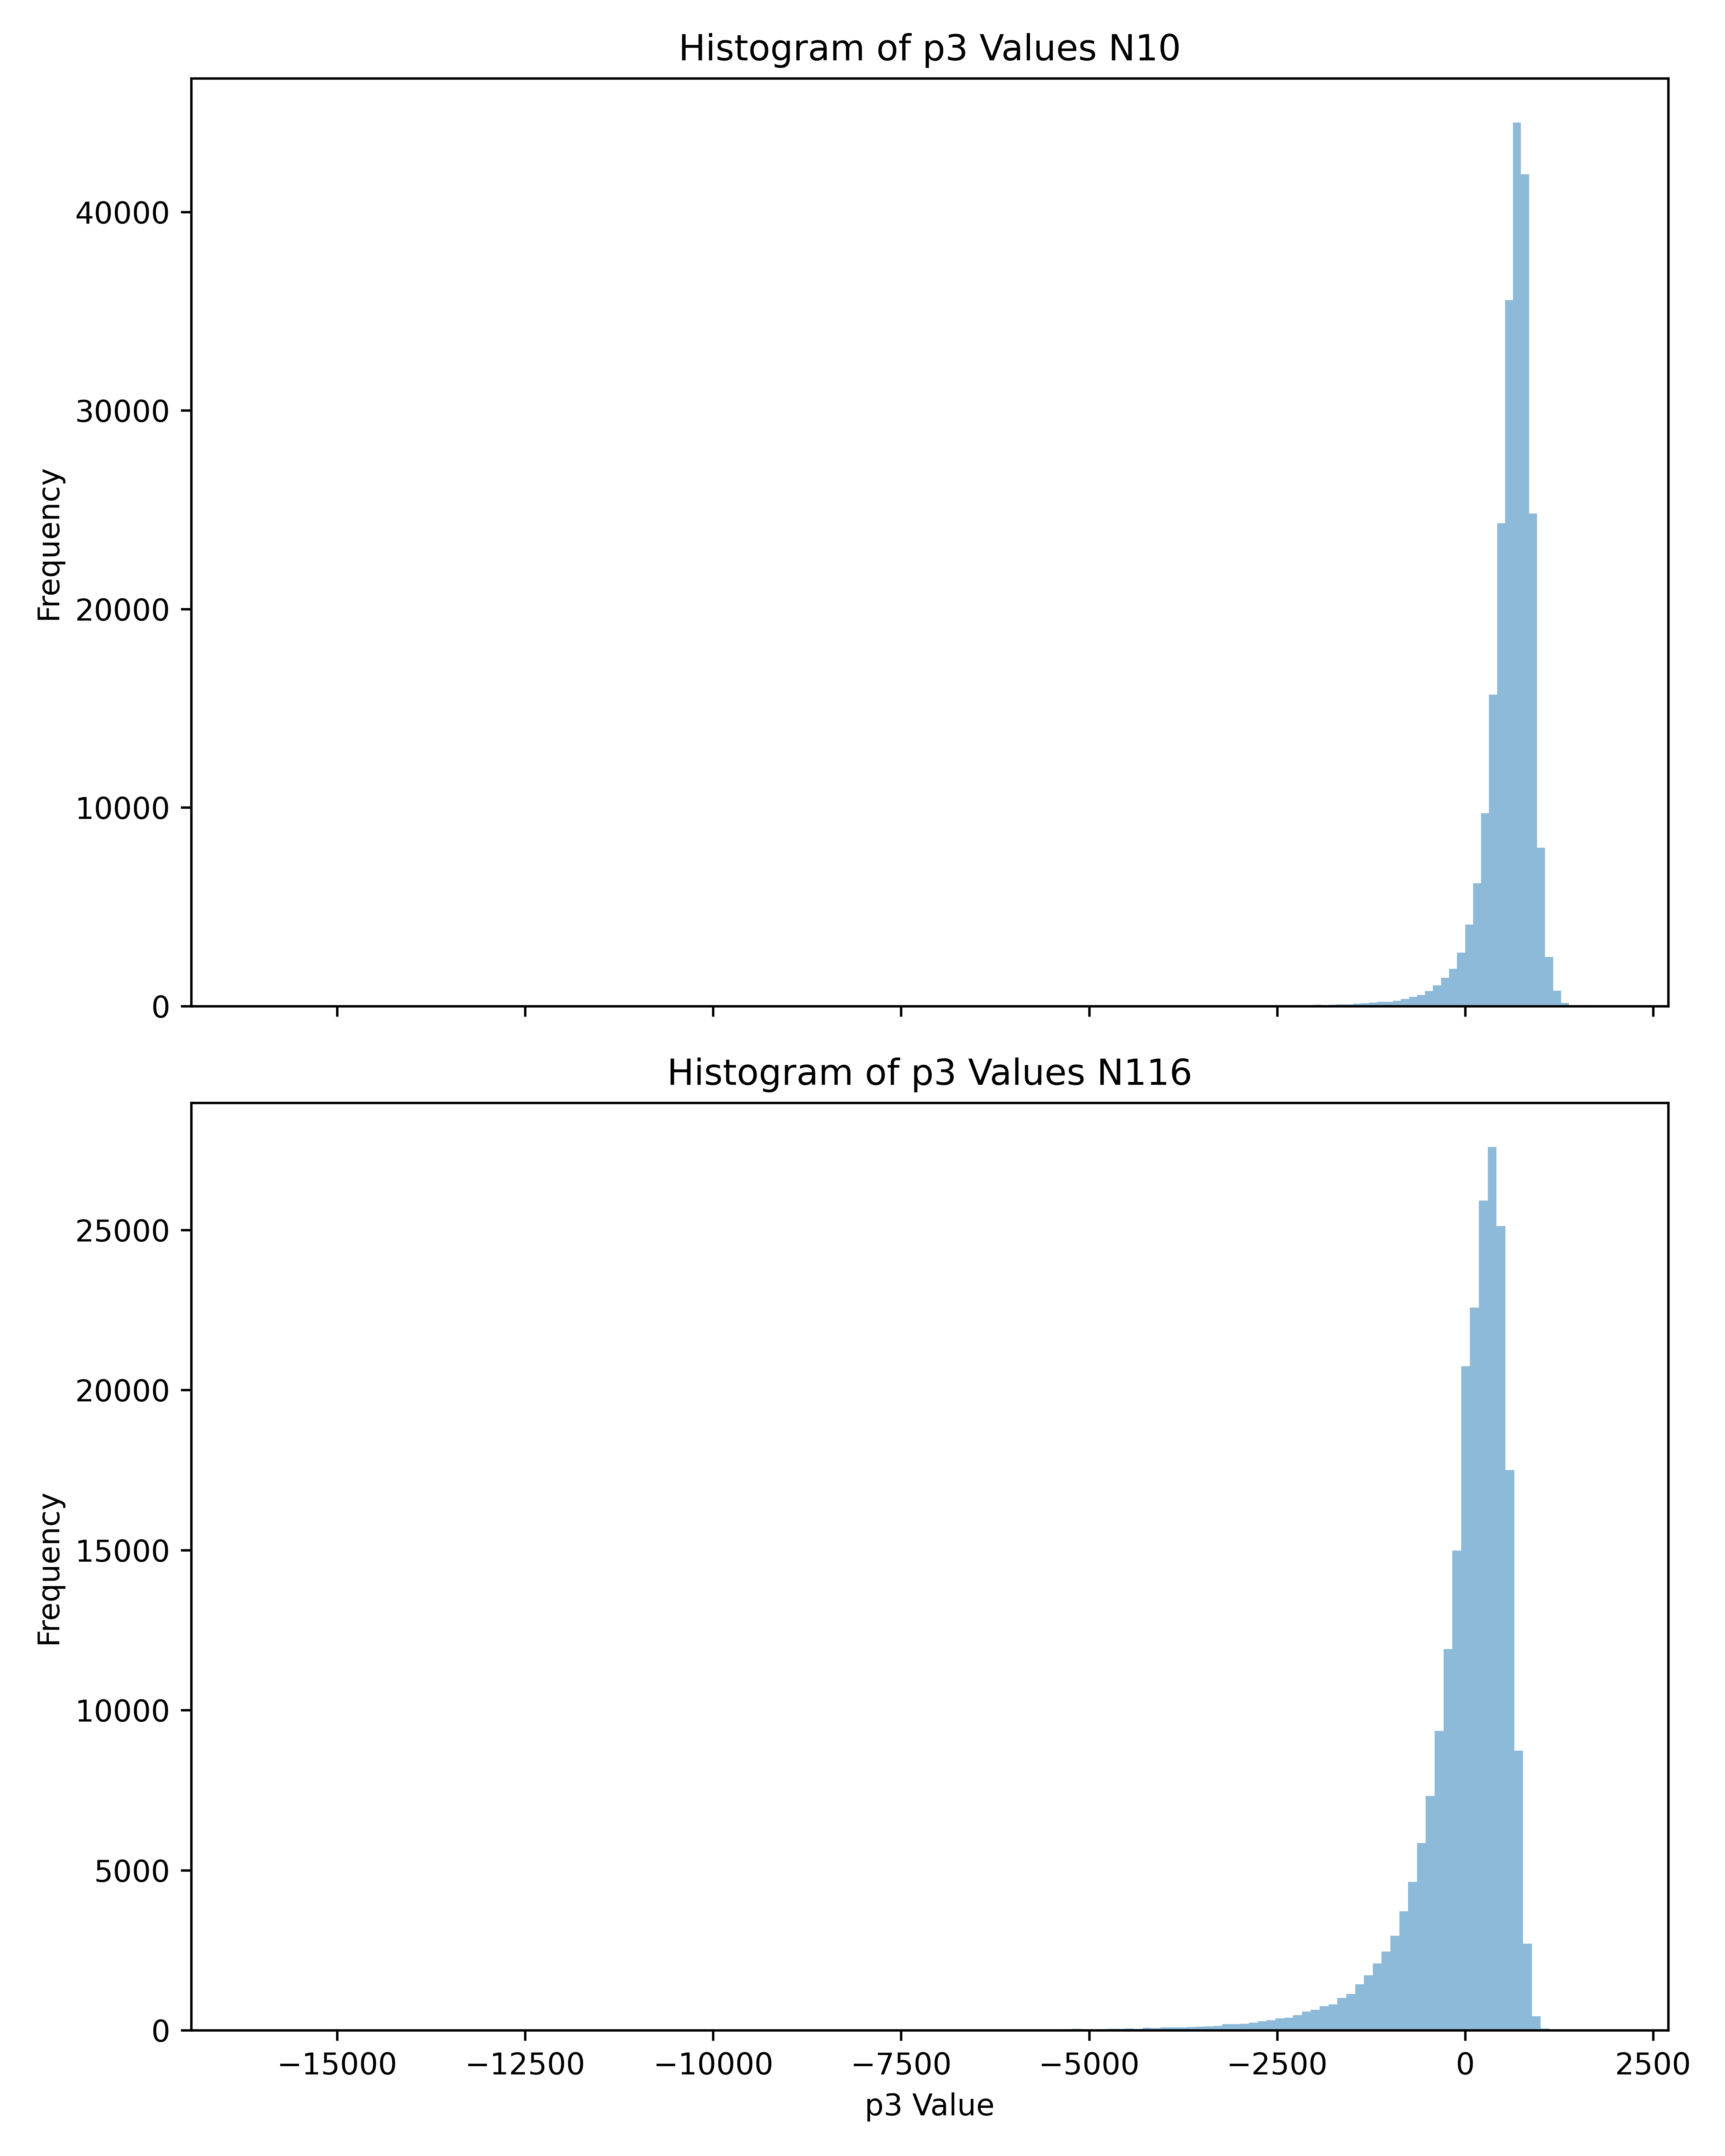 Histogram of p3 Values N10
40000
30000
20000
10000
0
Frequency
Histogram of p3 Values N116
25000
20000
15000
10000
5000
0
Frequency
−15000 −12500 −10000 −7500 −5000 −2500 0 2500
p3 Value